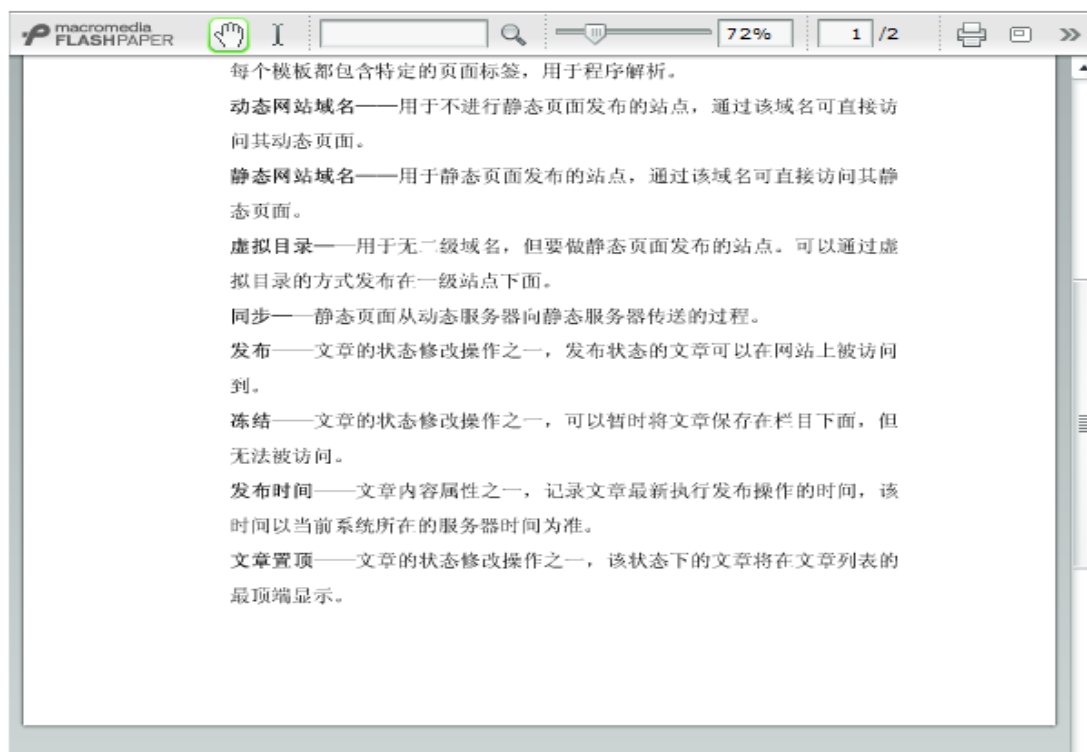 macromedia
FLASHPAPER
72%
1 /2
每个模板都包含特定的页面标签，用于程序解析。
动态网站域名——用于不进行静态页面发布的站点，通过该域名可直接访
问其动态页面。
静态网站域名——用于静态页面发布的站点，通过该域名可直接访问其静
态页面。
虚拟目录——用于无二级域名，但要做静态页面发布的站点。可以通过虚
拟目录的方式发布在一级站点下面。
同步——静态页面从动态服务器向静态服务器传送的过程。
发布——文章的状态修改操作之一，发布状态的文章可以在网站上被访问
到。
冻结——文章的状态修改操作之一，可以暂时将文章保存在栏目下面，但
无法被访问。
发布时间——文章内容属性之一，记录文章最新执行发布操作的时间，该
时间以当前系统所在的服务器时间为准。
文章置顶——文章的状态修改操作之一，该状态下的文章将在文章列表的
最顶端显示。